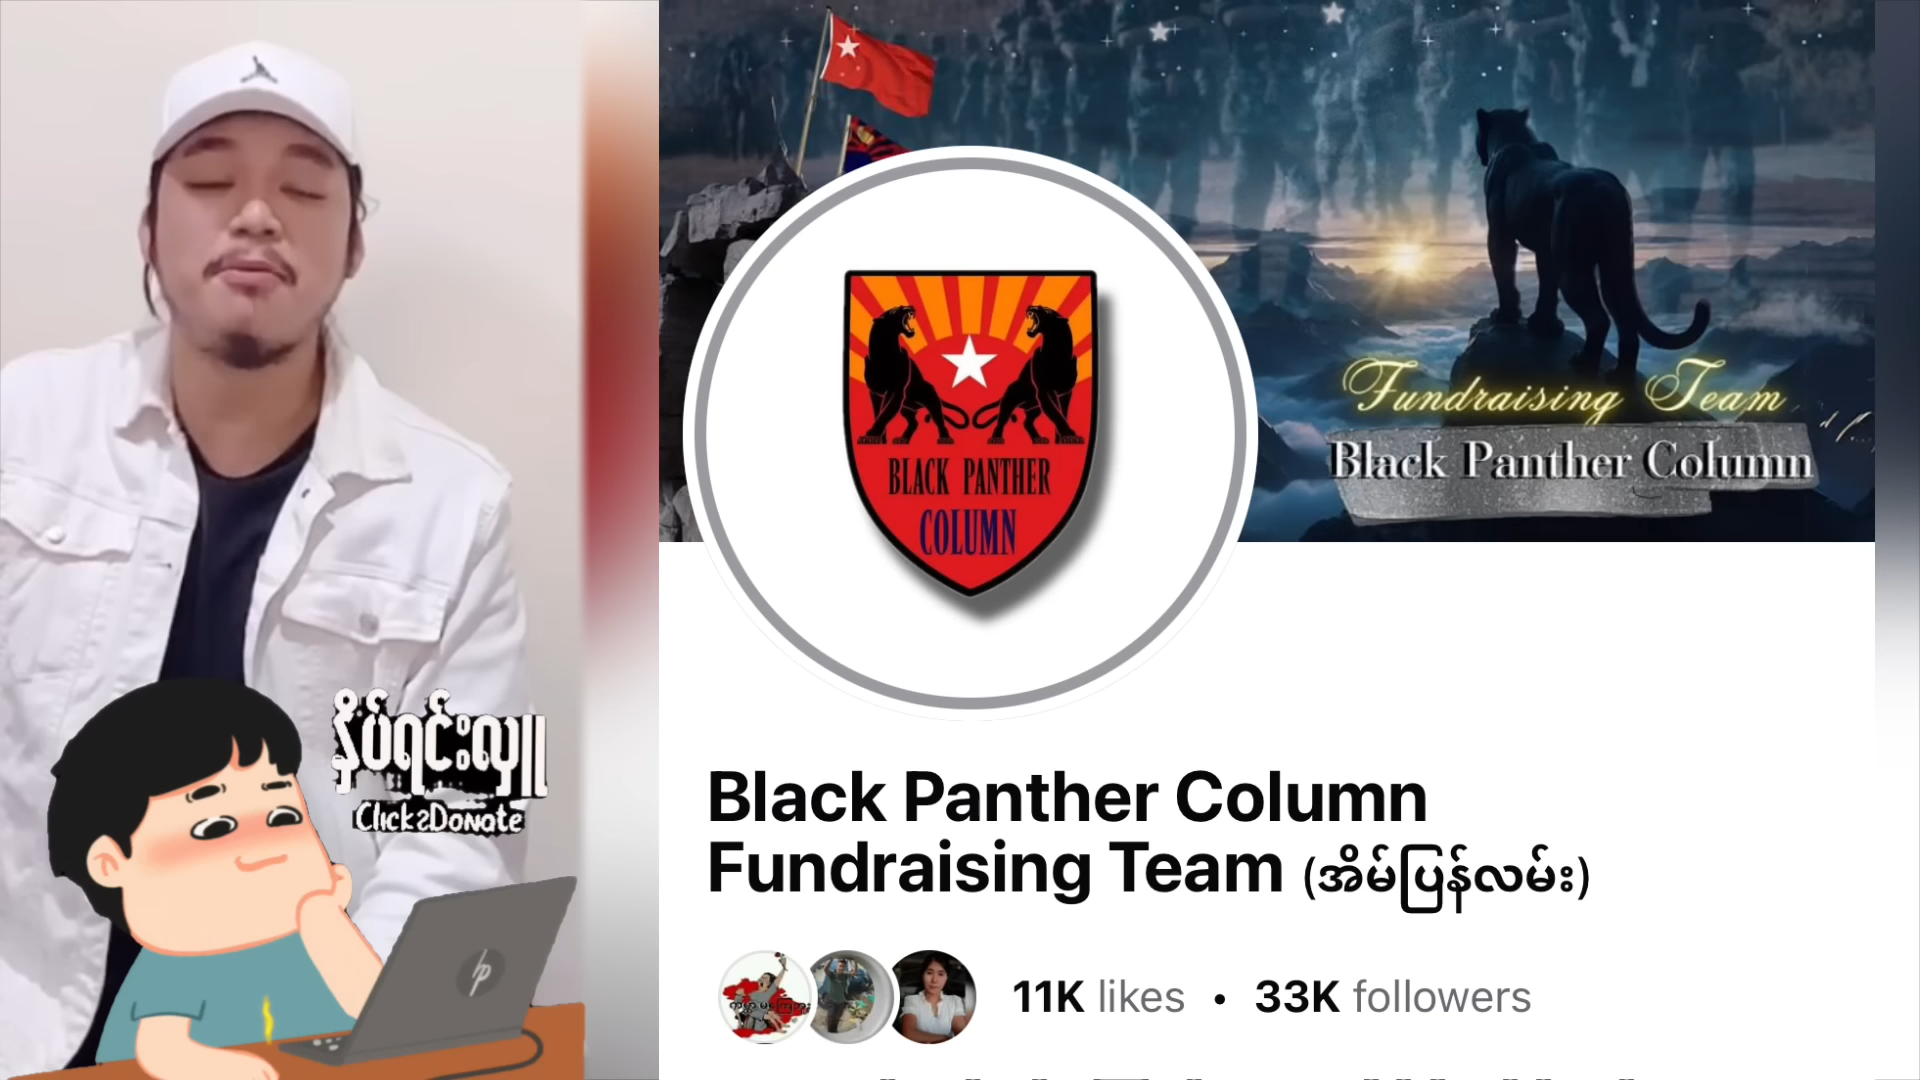 နှိပ်ရင်းလှူ
Click2Donate
hp
BLACK PANTHER
COLUMN
Fundraising Team
Black Panther Column
Black Panther Column
Fundraising Team (အိမ်ပြန်လမ်း)
11K likes • 33K followers